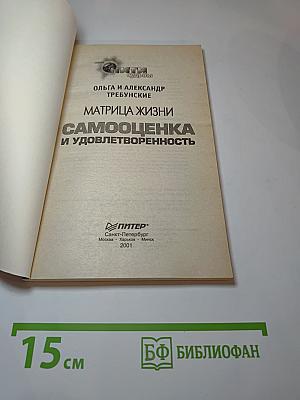 ОЛЬГА И АЛЕКСАНДР
ТРЕБУНСКИЕ
МАТРИЦА ЖИЗНИ
САМООЦЕНКА
И УДОВЛЕТВОРЕННОСТЬ
ПИТЕР®
Санкт-Петербург
Москва · Харьков · Минск
2001
15 СМ
БФ БИБЛИОФАН